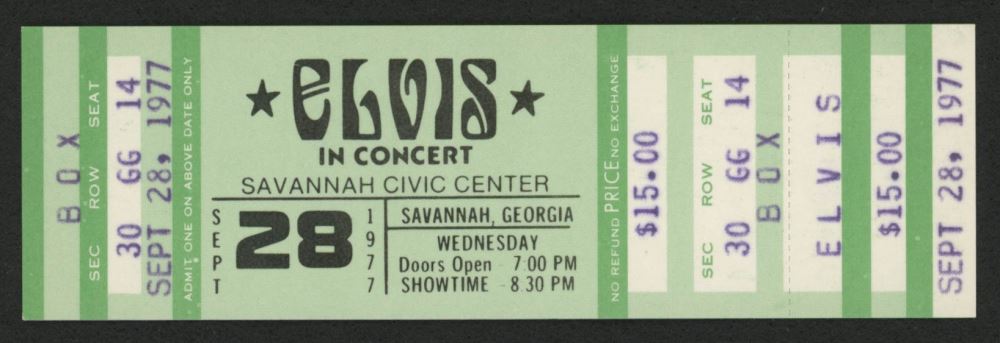 BOX
SEC ROW SEAT
30 GG 14
SEPT 28, 1977
ADMIT ONE ON ABOVE DATE ONLY
★ELVIS★
IN CONCERT
SAVANNAH CIVIC CENTER
SEPT 28 1977
SAVANNAH, GEORGIA
WEDNESDAY
Doors Open 7:00 PM
SHOWTIME 8:30 PM
NO REFUND PRICE NO EXCHANGE
$15.00
SEC ROW SEAT
30 GG 14
BOX
ELVIS
$15.00
SEPT 28, 1977